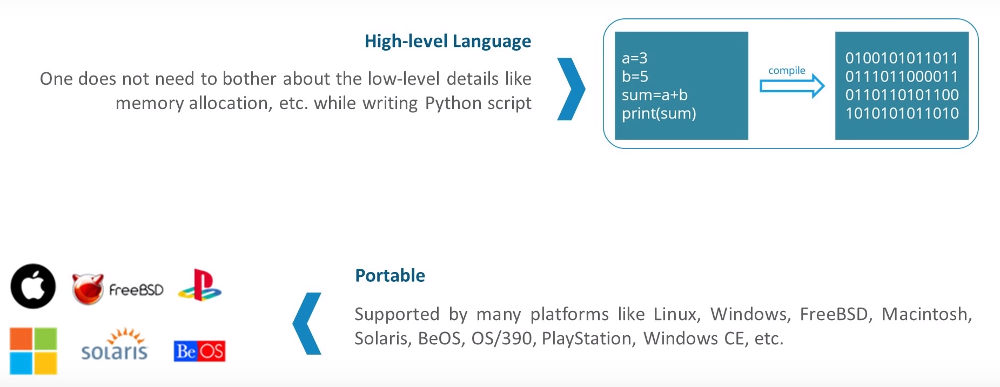 High-level Language
One does not need to bother about the low-level details like
memory allocation, etc. while writing Python script
a=3
b=5
sum=a+b
print(sum)
compile
0100101011011
0111011000011
0110110101100
1010101011010
FreeBSD
solaris
BeOS
Portable
Supported by many platforms like Linux, Windows, FreeBSD, Macintosh,
Solaris, BeOS, OS/390, PlayStation, Windows CE, etc.